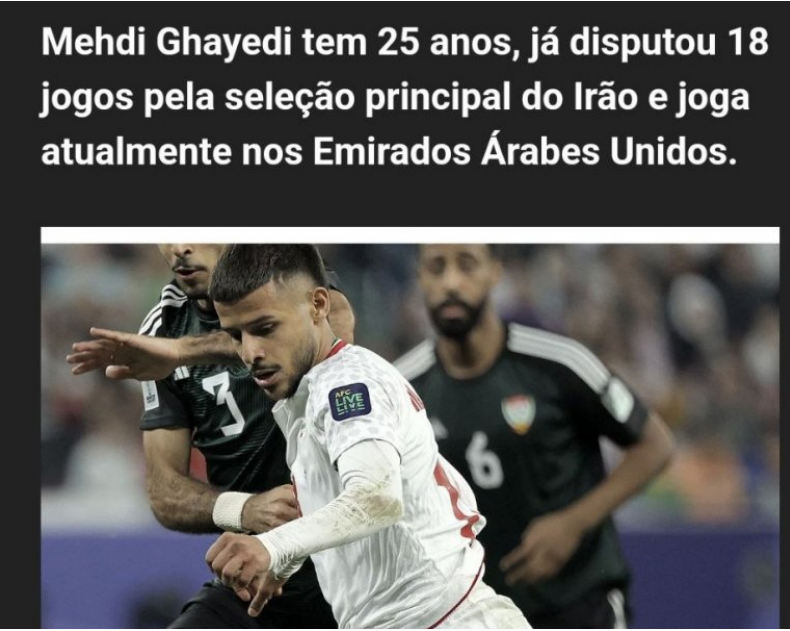 Mehdi Ghayedi tem 25 anos, já disputou 18
jogos pela seleção principal do Irão e joga
atualmente nos Emirados Árabes Unidos.
3
AFC
LIVE
LIVE
6